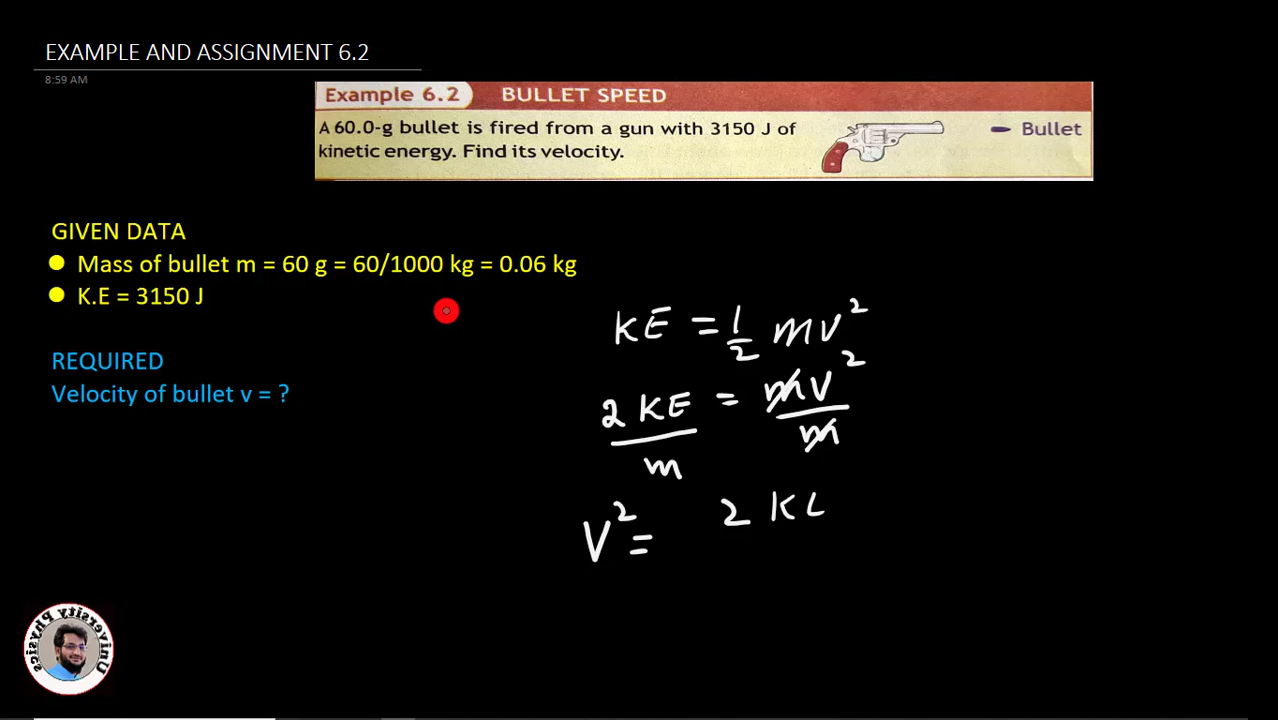 EXAMPLE AND ASSIGNMENT 6.2
8:59 AM
Example 6.2 BULLET SPEED
A 60.0-g bullet is fired from a gun with 3150 J of
kinetic energy. Find its velocity.
Bullet
GIVEN DATA
Mass of bullet m = 60 g = 60/1000 kg = 0.06 kg
K.E = 3150 J
REQUIRED
Velocity of bullet v = ?
KE = 1/2 mv²
2 KE / m = mv² / m
V² = 2 K
University Physics